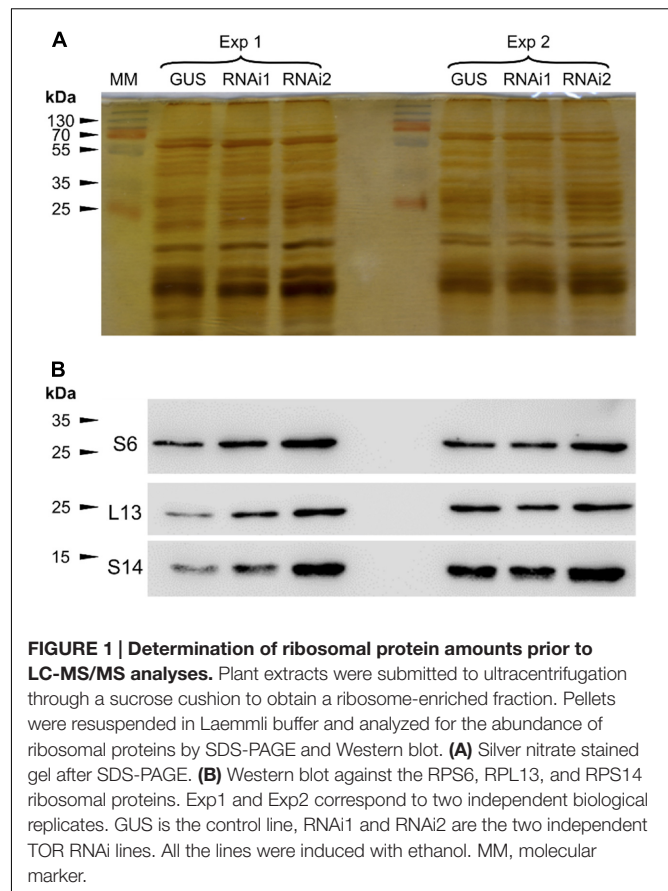 A
Exp 1 Exp 2
MM GUS RNAi1 RNAi2 GUS RNAi1 RNAi2
kDa
130
70
55
35
25
B
kDa
35
25
S6
25
L13
15
S14
FIGURE 1 | Determination of ribosomal protein amounts prior to
LC-MS/MS analyses. Plant extracts were submitted to ultracentrifugation
through a sucrose cushion to obtain a ribosome-enriched fraction. Pellets
were resuspended in Laemmli buffer and analyzed for the abundance of
ribosomal proteins by SDS-PAGE and Western blot. (A) Silver nitrate stained
gel after SDS-PAGE. (B) Western blot against the RPS6, RPL13, and RPS14
ribosomal proteins. Exp1 and Exp2 correspond to two independent biological
replicates. GUS is the control line, RNAi1 and RNAi2 are the two independent
TOR RNAi lines. All the lines were induced with ethanol. MM, molecular
marker.